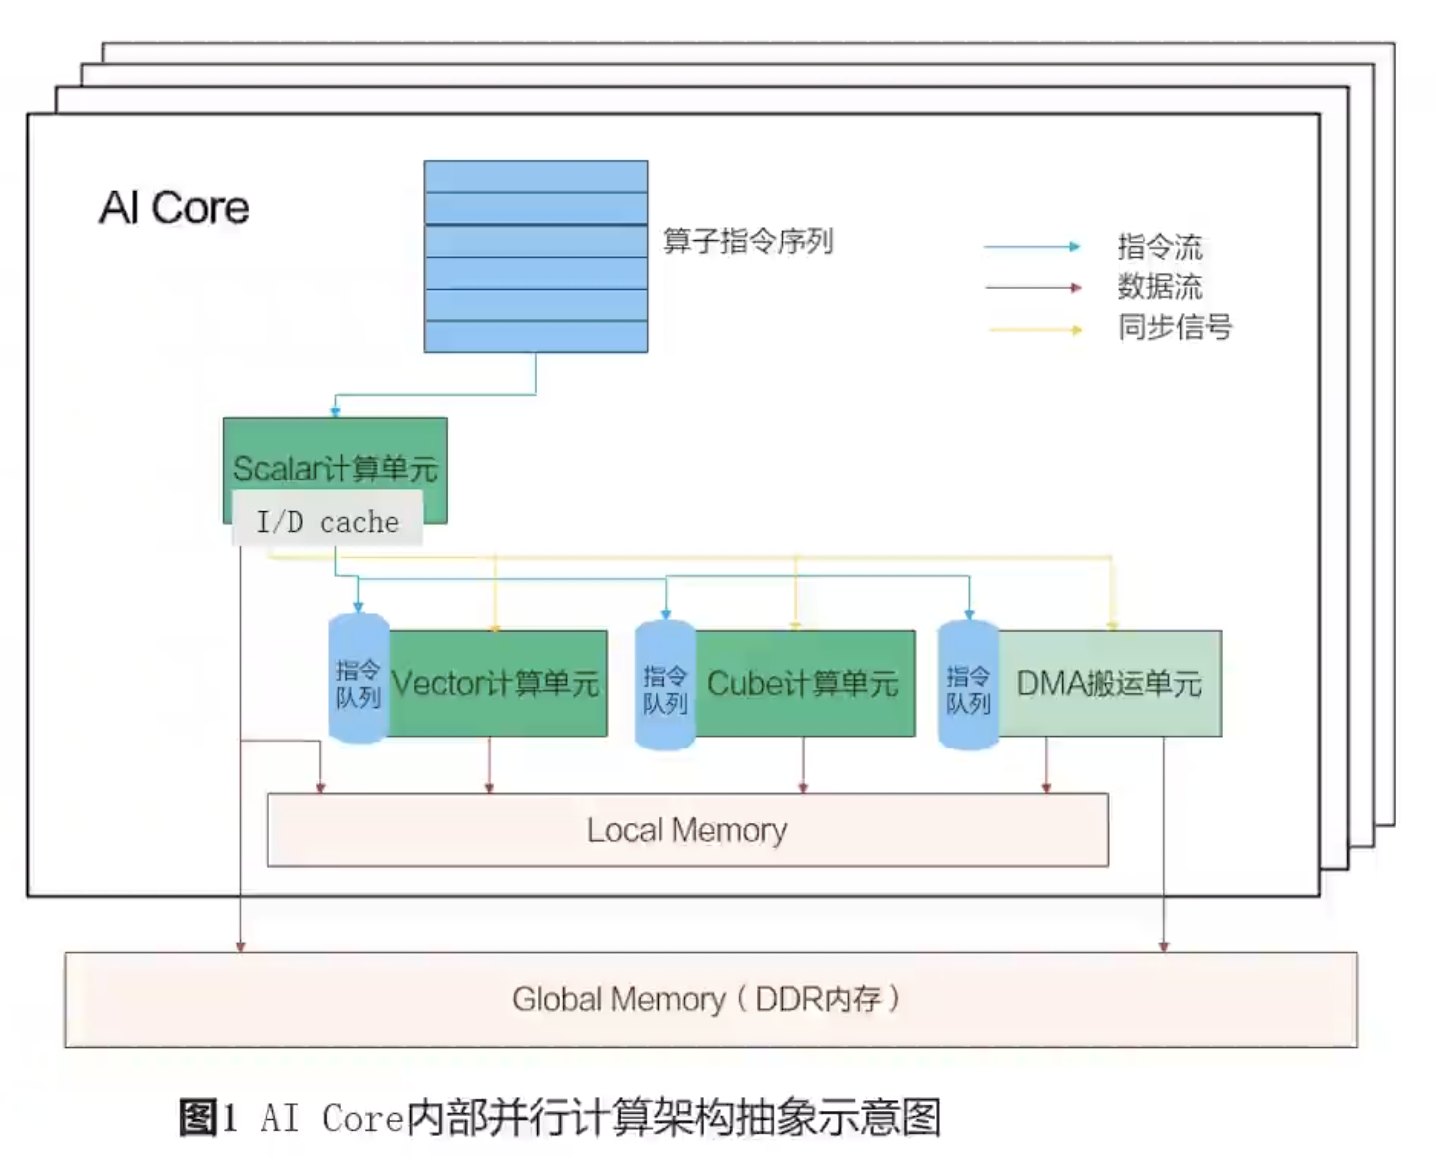 AI Core
算子指令序列
指令流
数据流
同步信号
Scalar计算单元
I/D cache
指令
队列
Vector计算单元
指令
队列
Cube计算单元
指令
队列
DMA搬运单元
Local Memory
Global Memory（DDR内存）
图1 AI Core内部并行计算架构抽象示意图